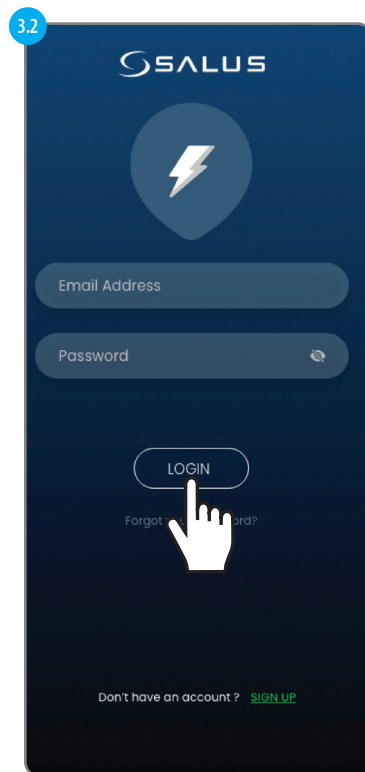 3.2
SALUS
Email Address
Password
LOGIN
Forgot
Don't have an account ? SIGN UP